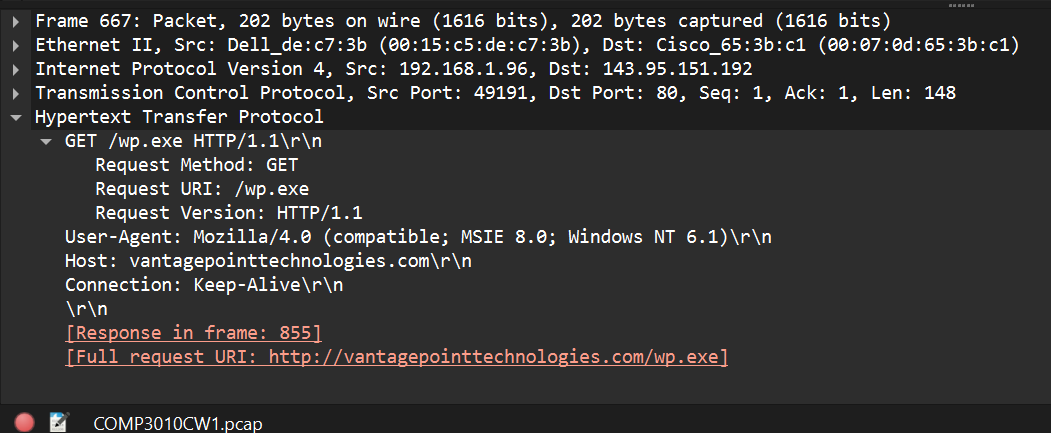 Frame 667: Packet, 202 bytes on wire (1616 bits), 202 bytes captured (1616 bits)
Ethernet II, Src: Dell_de:c7:3b (00:15:c5:de:c7:3b), Dst: Cisco_65:3b:c1 (00:07:0d:65:3b:c1)
Internet Protocol Version 4, Src: 192.168.1.96, Dst: 143.95.151.192
Transmission Control Protocol, Src Port: 49191, Dst Port: 80, Seq: 1, Ack: 1, Len: 148
Hypertext Transfer Protocol
GET /wp.exe HTTP/1.1\r\n
Request Method: GET
Request URI: /wp.exe
Request Version: HTTP/1.1
User-Agent: Mozilla/4.0 (compatible; MSIE 8.0; Windows NT 6.1)\r\n
Host: vantagepointtechnologies.com\r\n
Connection: Keep-Alive\r\n
\r\n
[Response in frame: 855]
[Full request URI: http://vantagepointtechnologies.com/wp.exe]
COMP3010CW1.pcap